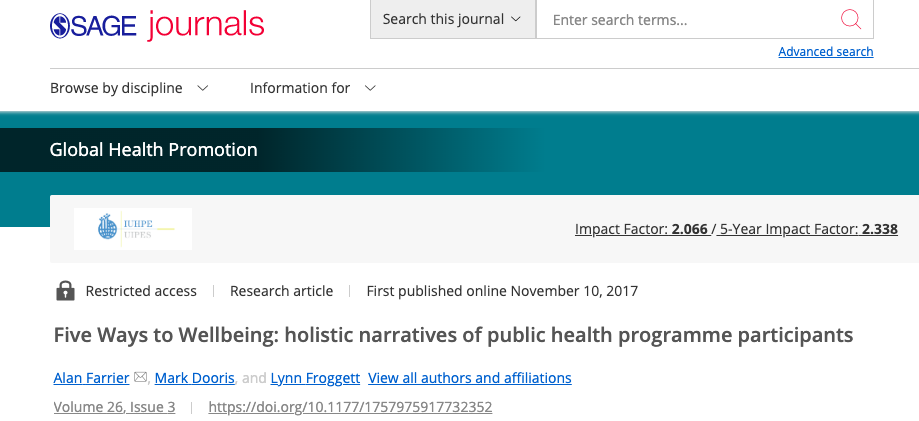 SAGE journals
Search this journal
Enter search terms...
Advanced search
Browse by discipline
Information for
Global Health Promotion
IUHPE
UIPES
Impact Factor: 2.066 / 5-Year Impact Factor: 2.338
Restricted access | Research article | First published online November 10, 2017
Five Ways to Wellbeing: holistic narratives of public health programme participants
Alan Farrier, Mark Dooris, and Lynn Froggett View all authors and affiliations
Volume 26, Issue 3 | https://doi.org/10.1177/1757975917732352